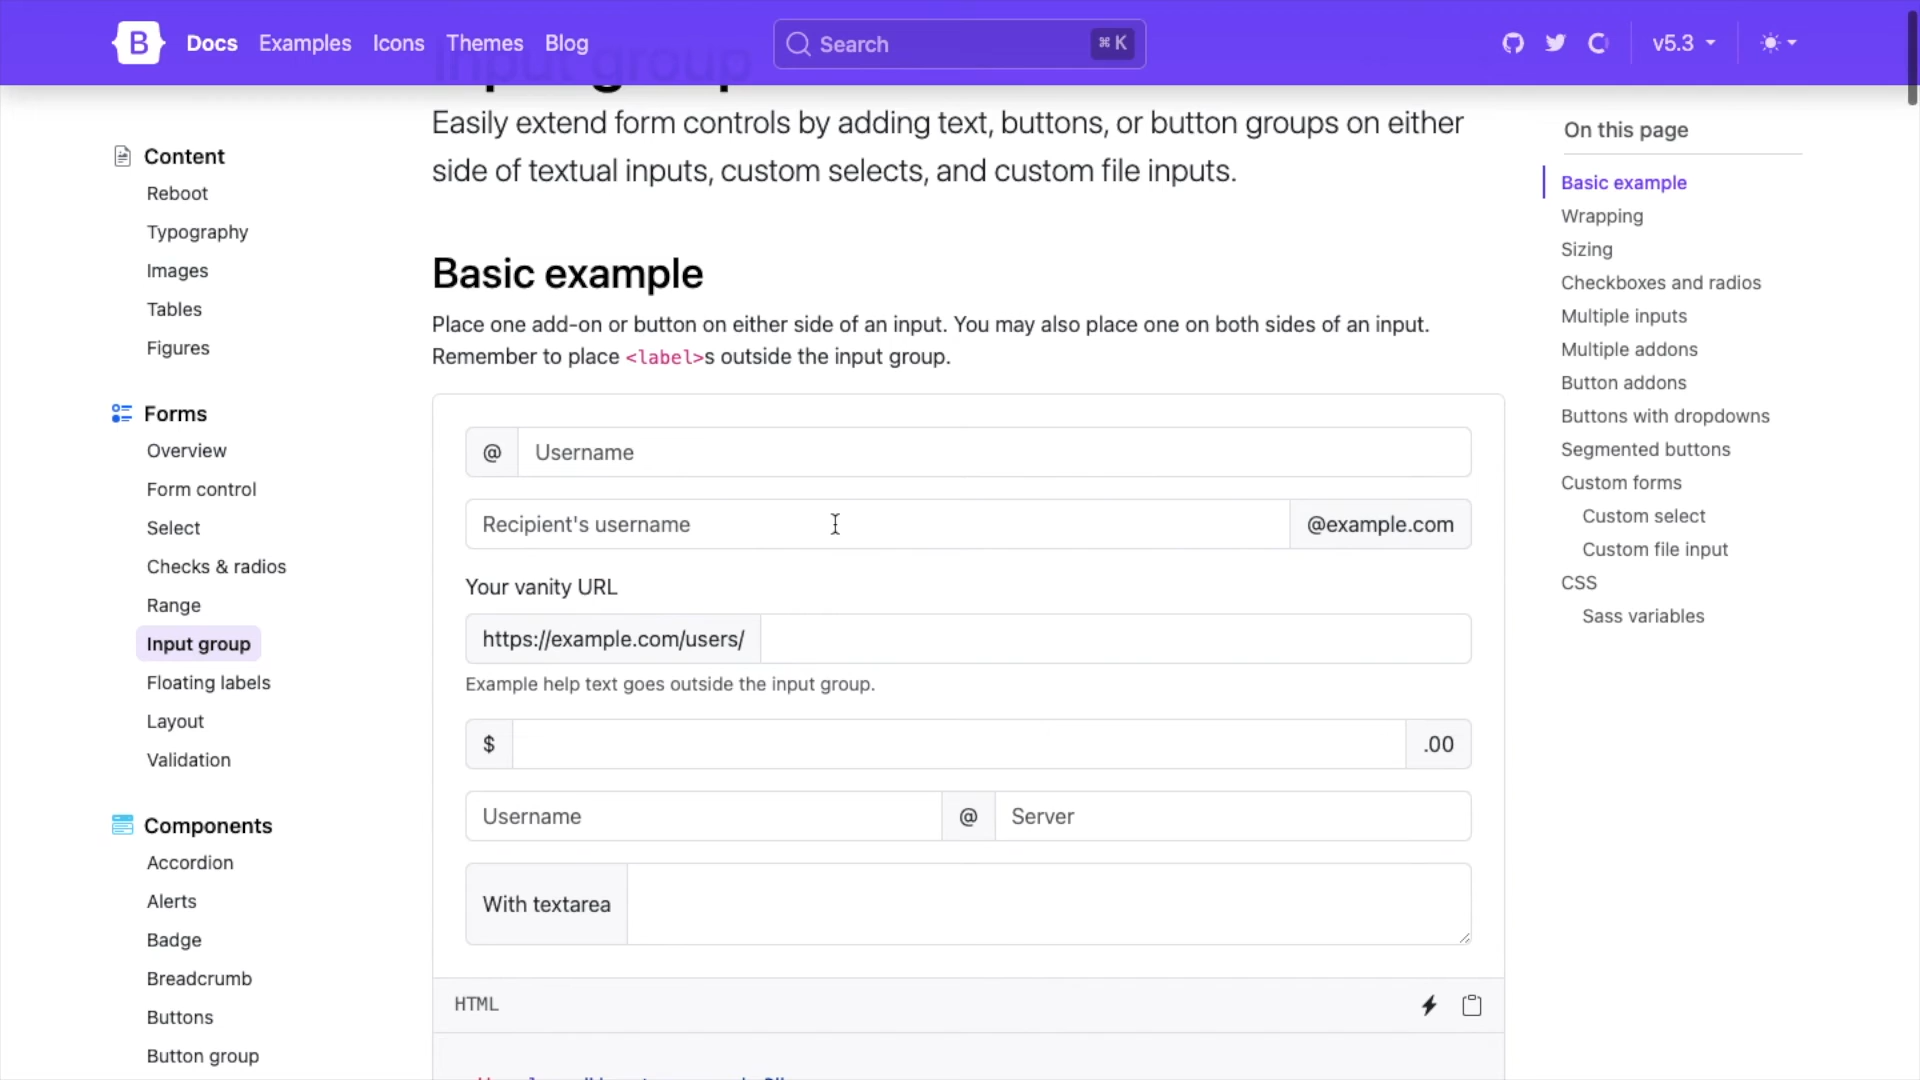 B Docs Examples Icons Themes Blog Search ⌘ K v5.3
Input group
Easily extend form controls by adding text, buttons, or button groups on either
side of textual inputs, custom selects, and custom file inputs.
Content
Reboot
Typography
Images
Tables
Figures
Forms
Overview
Form control
Select
Checks & radios
Range
Input group
Floating labels
Layout
Validation
Components
Accordion
Alerts
Badge
Breadcrumb
Buttons
Button group
Basic example
Place one add-on or button on either side of an input. You may also place one on both sides of an input.
Remember to place <label>s outside the input group.
@ Username
Recipient's username @example.com
Your vanity URL
https://example.com/users/
Example help text goes outside the input group.
$ .00
Username @ Server
With textarea
HTML
On this page
Basic example
Wrapping
Sizing
Checkboxes and radios
Multiple inputs
Multiple addons
Button addons
Buttons with dropdowns
Segmented buttons
Custom forms
Custom select
Custom file input
CSS
Sass variables